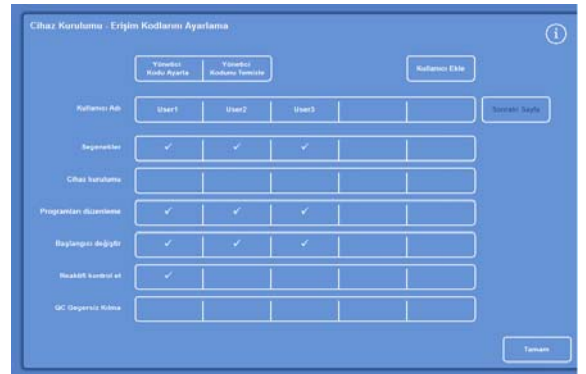 Cihaz Kurulumu - Erişim Kodlarını Ayarlama
i
Yönetici
Kodu Ayarla
Yönetici
Kodunu Temizle
Kullanıcı Ekle
Kullanıcı Adı
User1
User2
User3
Sonraki Sayfa
Seçenekler
✓ ✓ ✓
Cihaz kurulumu
Programları düzenleme
✓ ✓ ✓
Başlangıcı değiştir
✓ ✓ ✓
Reaktifi kontrol et
✓
QC Geçersiz Kılma
Tamam